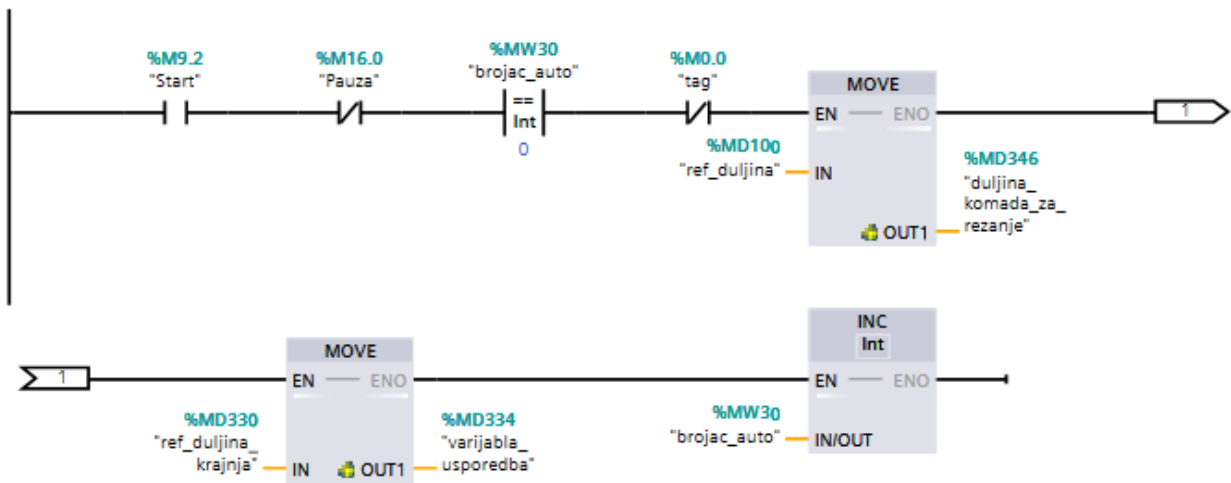 %M9.2
"Start"
%M16.0
"Pauza"
%MW30
"brojac_auto"
==
Int
0
%M0.0
"tag"
MOVE
EN
ENO
%MD100
"ref_duljina"
IN
OUT1
%MD346
"duljina_
komada_za_
rezanje"
1
1
MOVE
EN
ENO
%MD330
"ref_duljina_
krajnja"
IN
OUT1
%MD334
"varijabla_
usporedba"
INC
Int
EN
ENO
%MW30
"brojac_auto"
IN/OUT